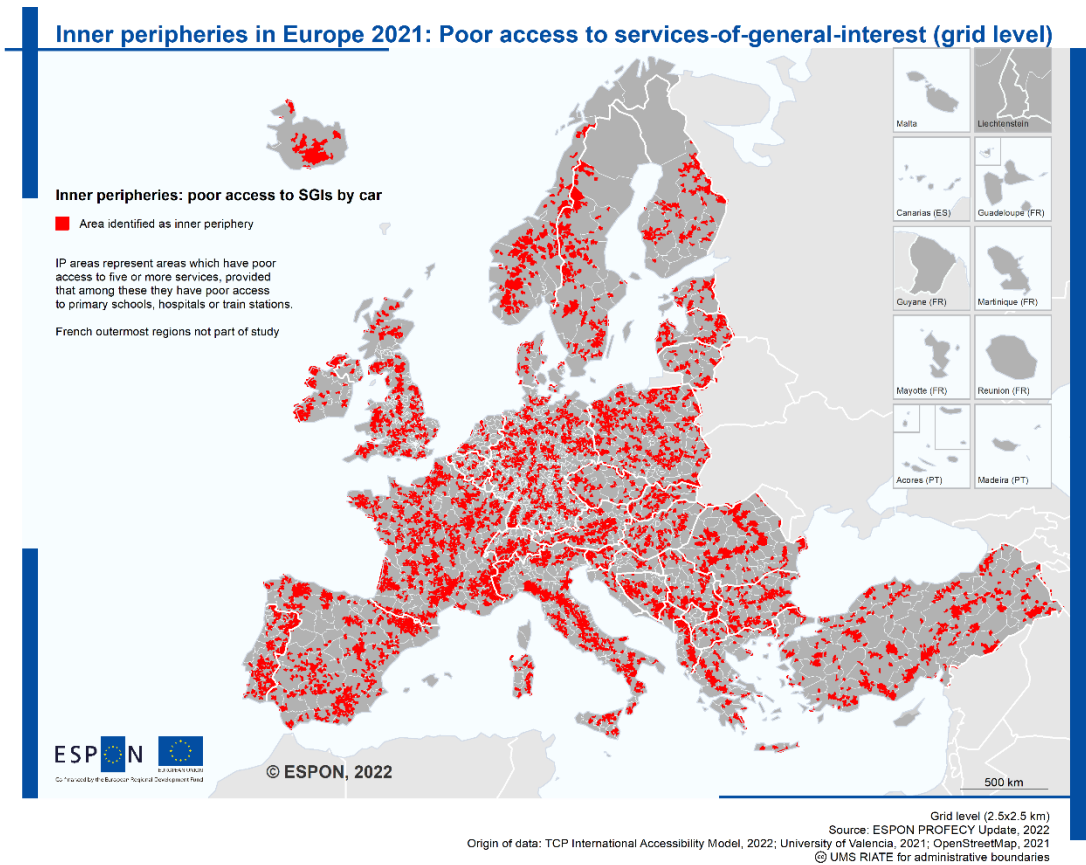 Inner peripheries in Europe 2021: Poor access to services-of-general-interest (grid level)
Malta
Liechtenstein
Inner peripheries: poor access to SGIs by car
Area identified as inner periphery
Canarias (ES)
Guadeloupe (FR)
IP areas represent areas which have poor
access to five or more services, provided
that among these they have poor access
to primary schools, hospitals or train stations.
Guyane (FR)
Martinique (FR)
French outermost regions not part of study
Mayotte (FR)
Reunion (FR)
Acores (PT)
Madeira (PT)
ESPON
EUROPEAN UNION
Co-financed by the European Regional Development Fund
© ESPON, 2022
500 km
Grid level (2.5x2.5 km)
Source: ESPON PROFECY Update, 2022
Origin of data: TCP International Accessibility Model, 2022; University of Valencia, 2021; OpenStreetMap, 2021
© UMS RIATE for administrative boundaries